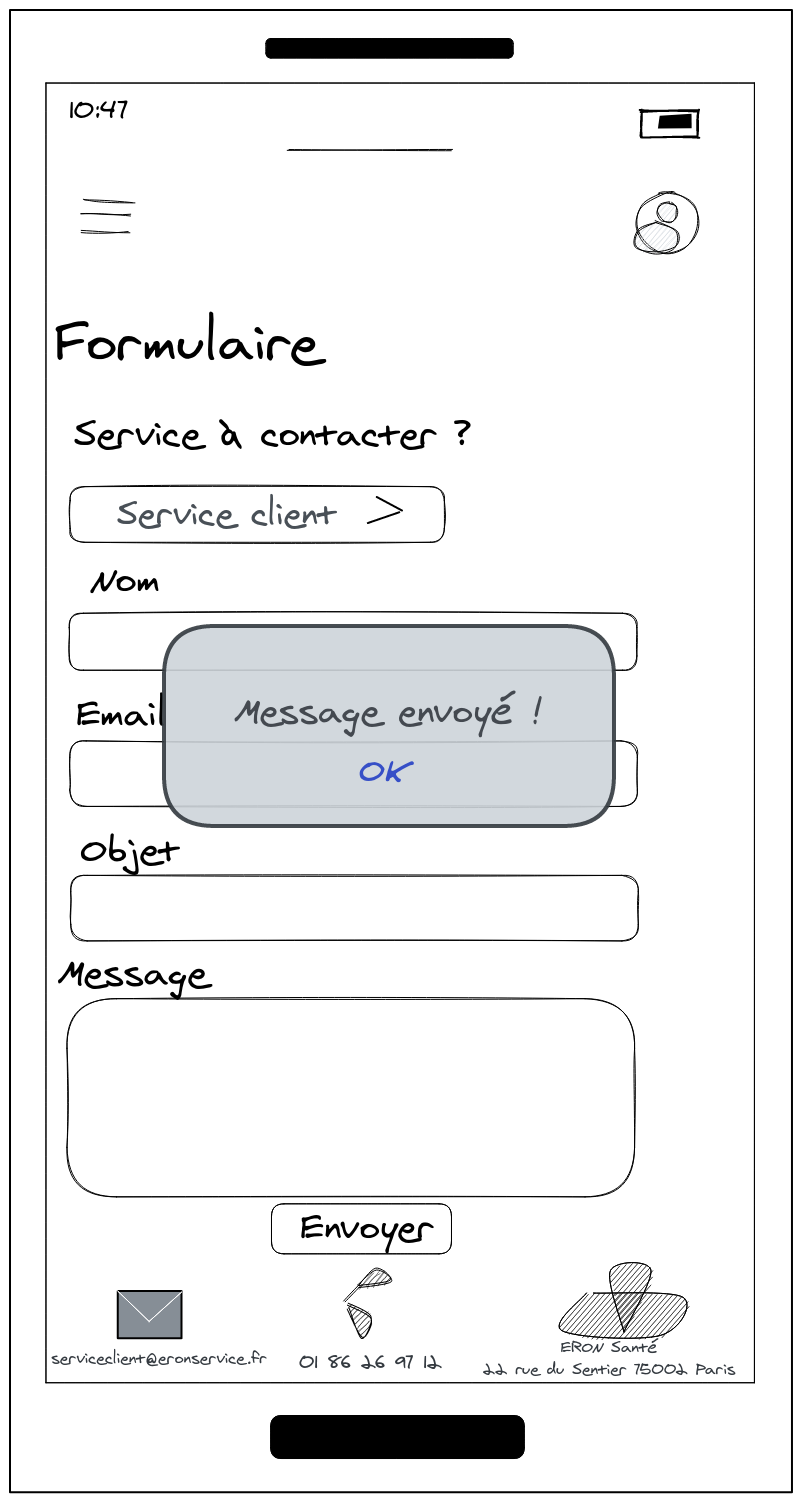 10:47
Formulaire
Service à contacter ?
Service client >
Nom
Email
Message envoyé !
OK
Objet
Message
Envoyer
serviceclient@eronservice.fr
01 86 26 97 12
ERON Santé
22 rue du Sentier 75002 Paris